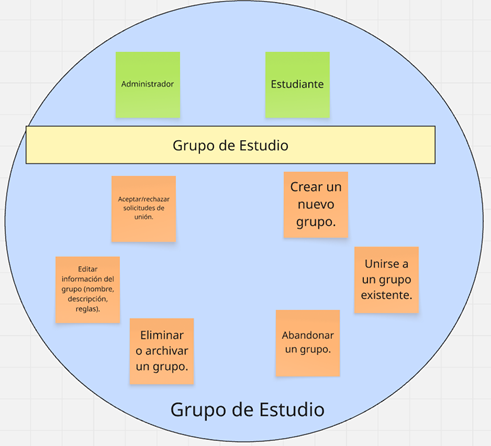 Administrador
Estudiante
Grupo de Estudio
Aceptar/rechazar
solicitudes de
unión.
Crear un
nuevo
grupo.
Editar
información del
grupo (nombre,
descripción,
reglas).
Unirse a
un grupo
existente.
Eliminar
o archivar
un grupo.
Abandonar
un grupo.
Grupo de Estudio